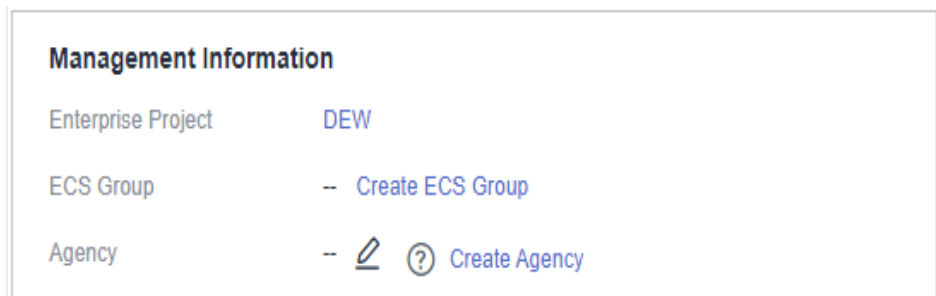 Management Information
Enterprise Project DEW
ECS Group -- Create ECS Group
Agency -- ? Create Agency